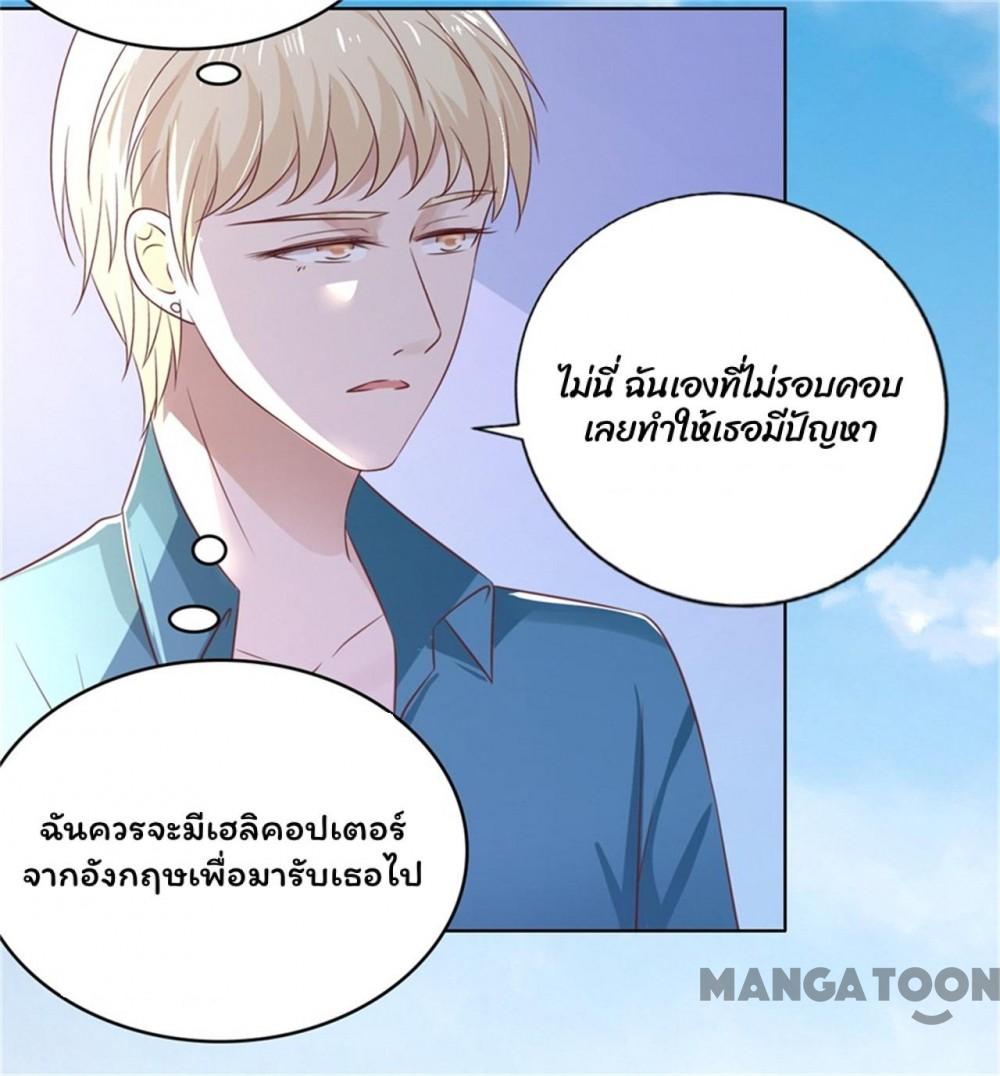 ไม่นี่ ฉันเองที่ไม่รอบคอบ
เลยทำให้เธอมีปัญหา
ฉันควรจะมีเฮลิคอปเตอร์
จากอังกฤษเพื่อมารับเธอไป
MANGATOON